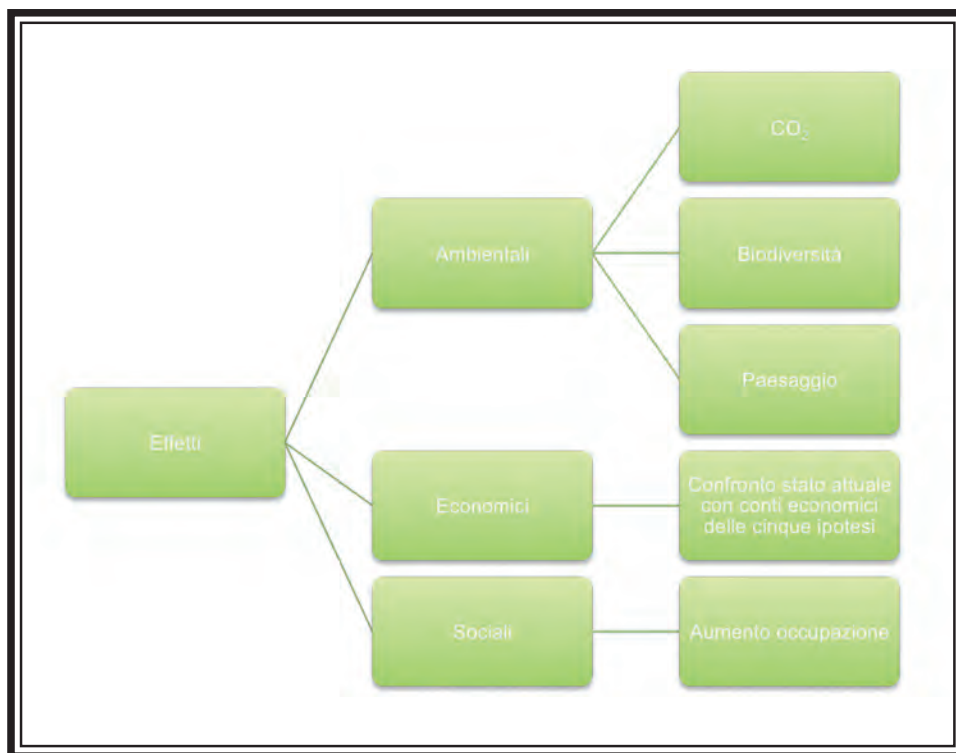 Effetti
Ambientali
CO₂
Biodiversità
Paesaggio
Economici
Confronto stato attuale
con conti economici
delle cinque ipotesi
Sociali
Aumento occupazione